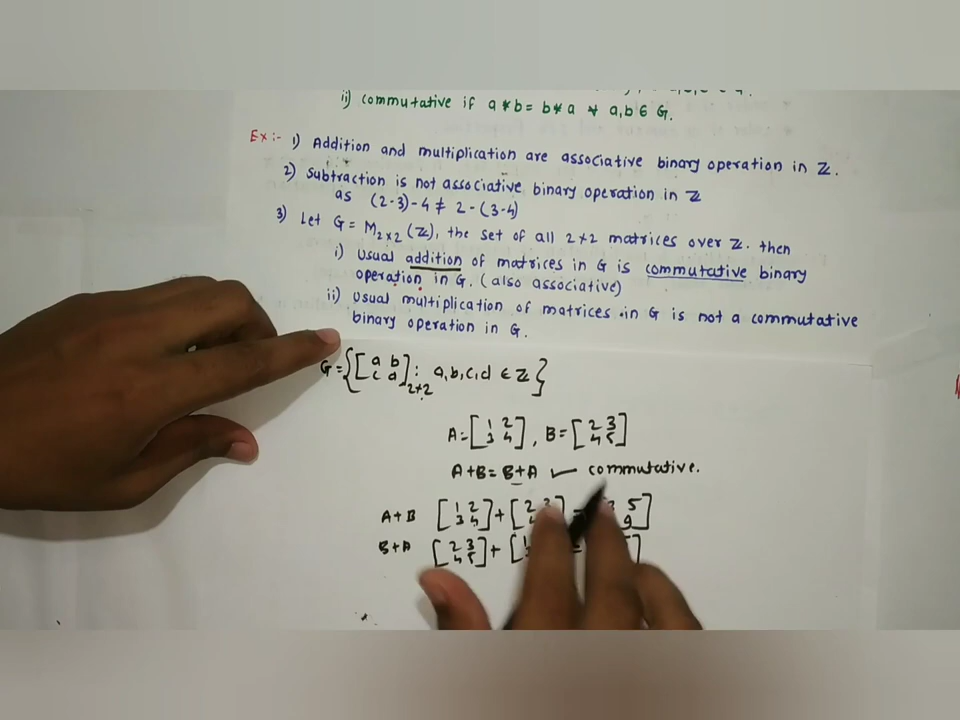 ii) commutative if a*b = b*a ∀ a,b ∈ G.
Ex:- 1) Addition and multiplication are associative binary operation in Z.
2) Subtraction is not associative binary operation in Z
as (2-3)-4 ≠ 2-(3-4)
3) Let G = M2×2 (Z), the set of all 2×2 matrices over Z. then
i) Usual addition of matrices in G is commutative binary
operation in G. (also associative)
ii) Usual multiplication of matrices in G is not a commutative
binary operation in G.
G = { [ a b
c d ]2×2 : a,b,c,d ∈ Z }
A = [ 1 2
3 4 ] , B = [ 2 3
4 5 ]
A+B = B+A ✓ commutative.
A+B [ 1 2
3 4 ] + [ 2 5 ]
9 ]
B+A [ 2 3
4 5 ] + [